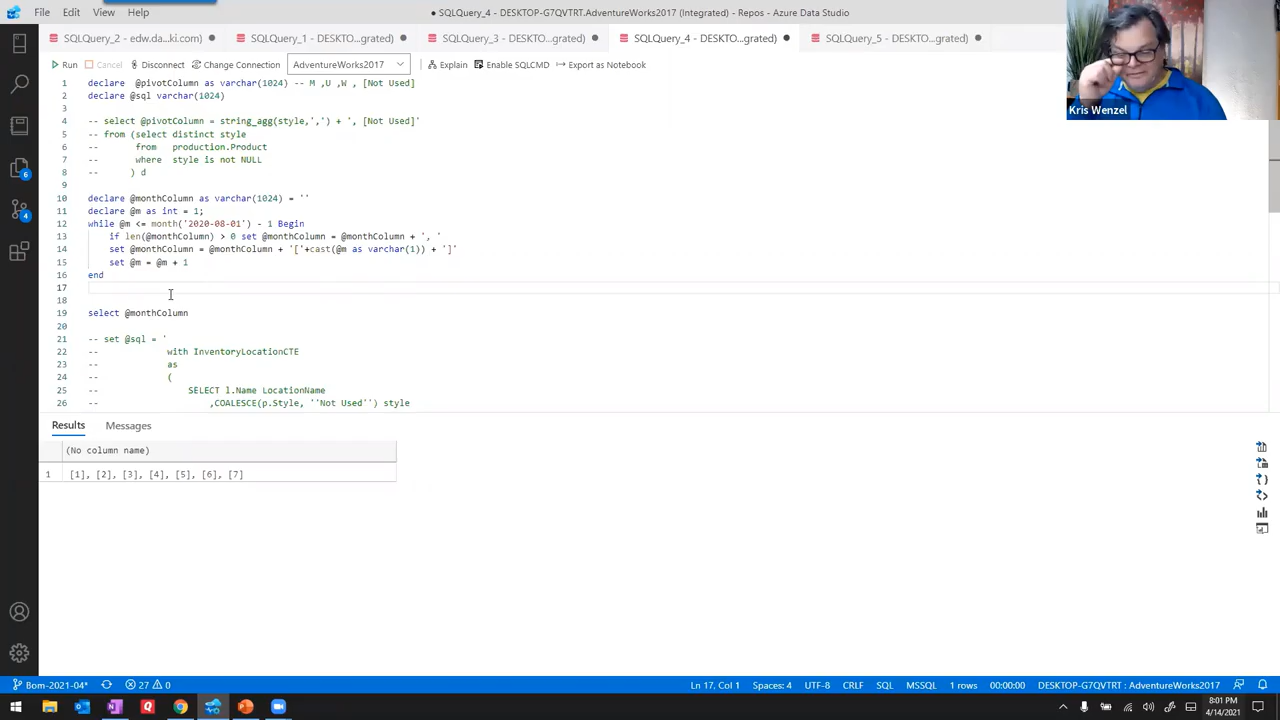 File Edit View Help
● SQLQuery_4 - DESKTOP-G7QVTRT.AdventureWorks2017 (Integrated) - Repos - Azure Data Studio
SQLQuery_2 - edw.da...ki.com) SQLQuery_1 - DESKTO...grated) SQLQuery_3 - DESKTO...grated) SQLQuery_4 - DESKTO...grated) SQLQuery_5 - DESKTO...grated)
Run Cancel Disconnect Change Connection AdventureWorks2017 Explain Enable SQLCMD Export as Notebook
1 declare @pivotColumn as varchar(1024) -- M ,U ,W , [Not Used]
2 declare @sql varchar(1024)
3
4 -- select @pivotColumn = string_agg(style,',') + ', [Not Used]'
5 -- from (select distinct style
6 -- from production.Product
7 -- where style is not NULL
8 -- ) d
9
10 declare @monthColumn as varchar(1024) = ''
11 declare @m as int = 1;
12 while @m <= month('2020-08-01') - 1 Begin
13 if len(@monthColumn) > 0 set @monthColumn = @monthColumn + ', '
14 set @monthColumn = @monthColumn + '['+cast(@m as varchar(1)) + ']'
15 set @m = @m + 1
16 end
17
18
19 select @monthColumn
20
21 -- set @sql = '
22 -- with InventoryLocationCTE
23 -- as
24 -- (
25 -- SELECT l.Name LocationName
26 -- ,COALESCE(p.Style, ''Not Used'') style
Kris Wenzel
6
4
Results Messages
(No column name)
1 [1], [2], [3], [4], [5], [6], [7]
Bom-2021-04* 27 0 Ln 17, Col 1 Spaces: 4 UTF-8 CRLF SQL MSSQL 1 rows 00:00:00 DESKTOP-G7QVTRT : AdventureWorks2017
8:01 PM
4/14/2021